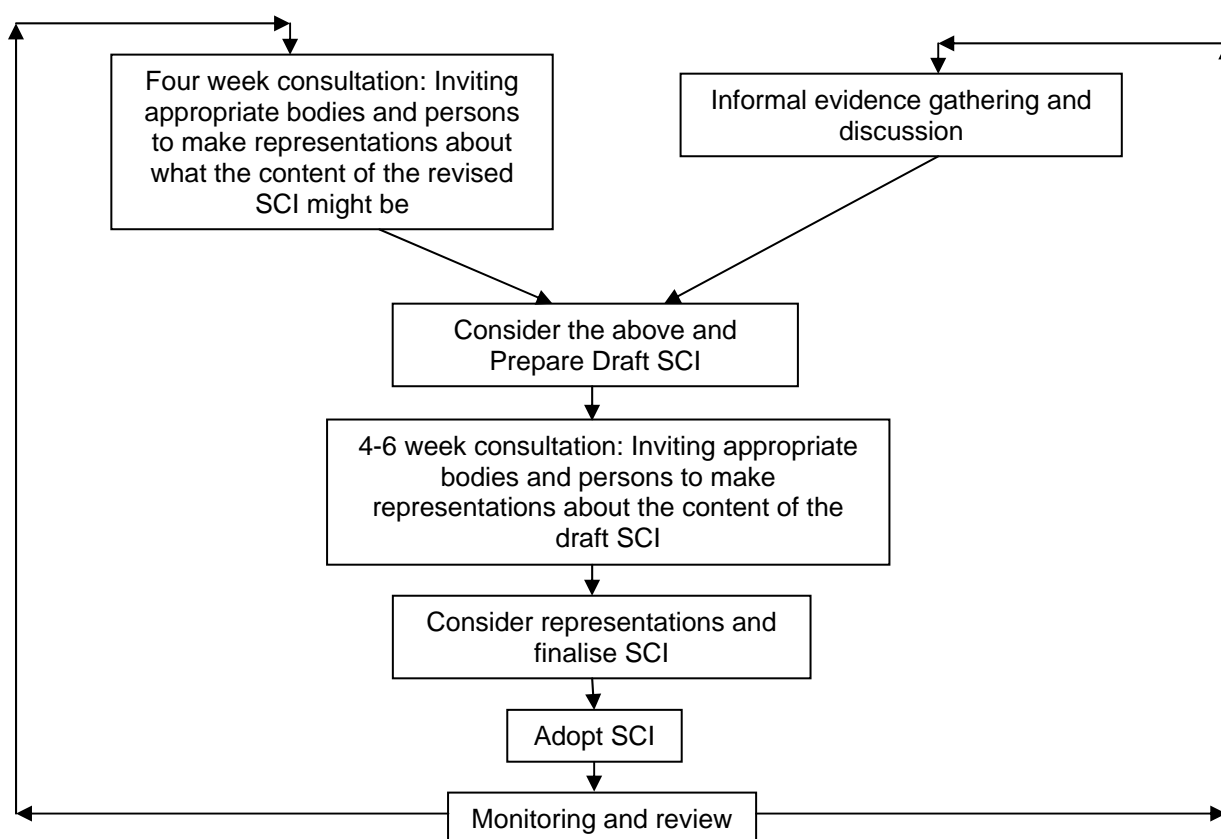 Four week consultation: Inviting
appropriate bodies and persons
to make representations about
what the content of the revised
SCI might be
Informal evidence gathering and
discussion
Consider the above and
Prepare Draft SCI
4-6 week consultation: Inviting appropriate
bodies and persons to make
representations about the content of the
draft SCI
Consider representations and
finalise SCI
Adopt SCI
Monitoring and review